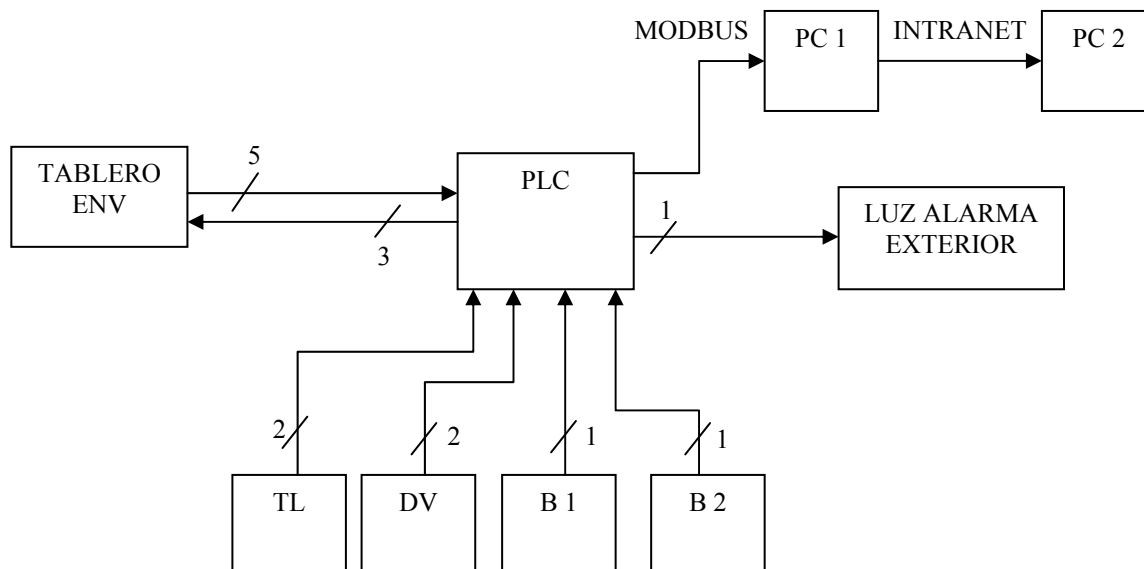 MODBUS
PC 1
INTRANET
PC 2
TABLERO
ENV
5
3
PLC
1
LUZ ALARMA
EXTERIOR
2
2
1
1
TL
DV
B 1
B 2